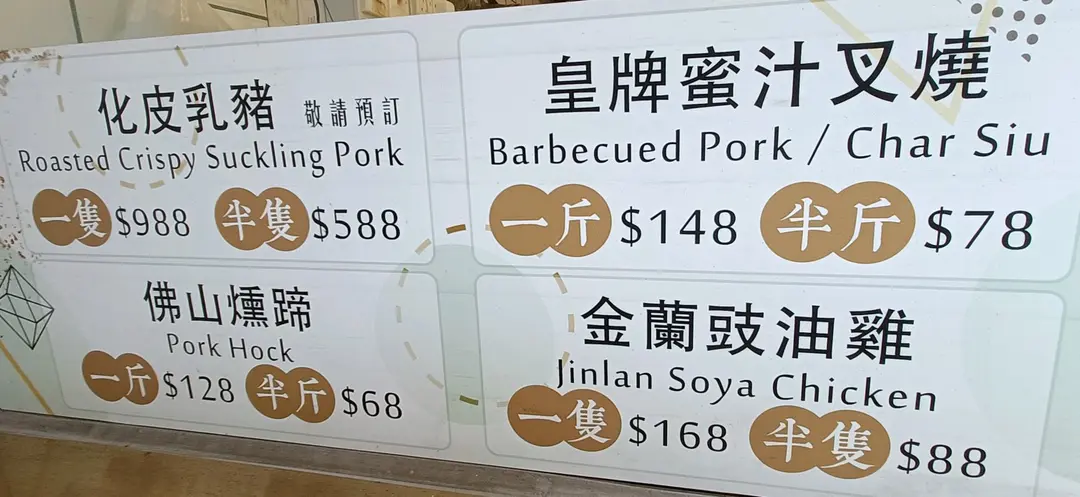 化皮乳豬 敬請預訂
Roasted Crispy Suckling Pork
一隻 $988 半隻 $588
皇牌蜜汁叉燒
Barbecued Pork / Char Siu
一斤 $148 半斤 $78
佛山燻蹄
Pork Hock
一斤 $128 半斤 $68
金蘭豉油雞
Jinlan Soya Chicken
一隻 $168 半隻 $88